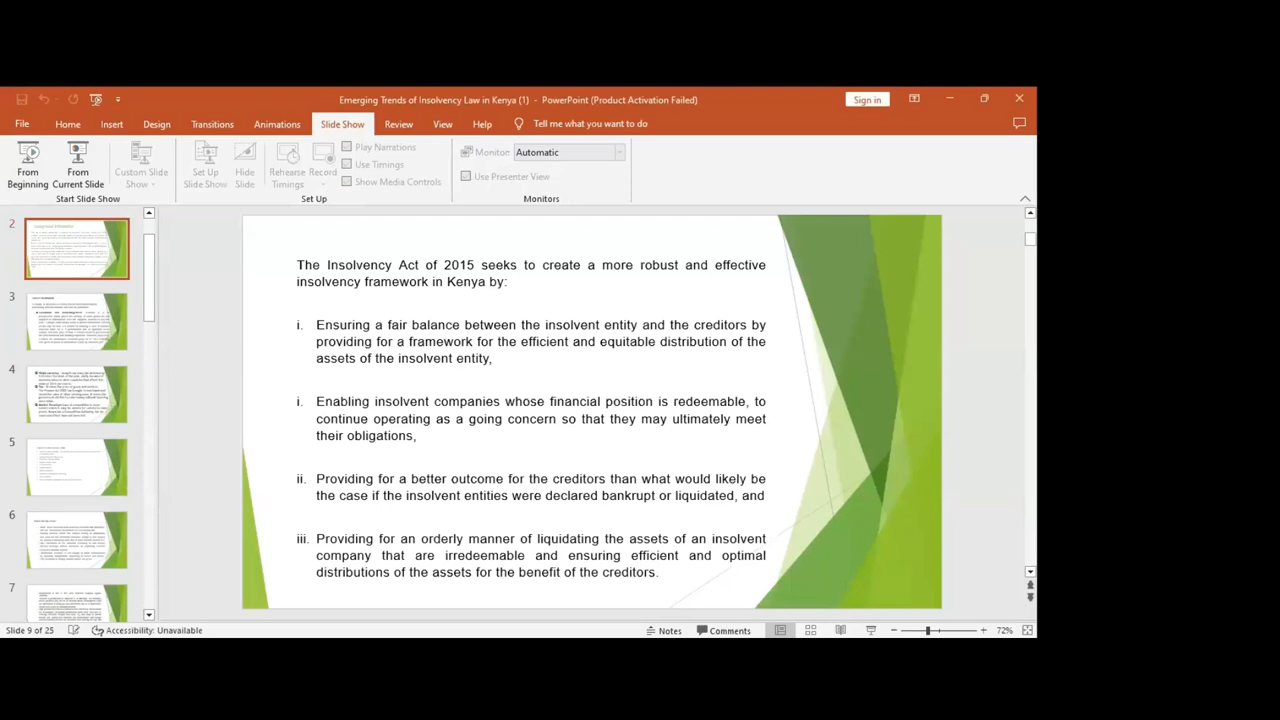 Emerging Trends of Insolvency Law in Kenya (1) - PowerPoint (Product Activation Failed)
Sign in
File Home Insert Design Transitions Animations Slide Show Review View Help Tell me what you want to do
From Beginning
From Current Slide
Custom Slide Show
Start Slide Show
Set Up Slide Show
Hide Slide
Rehearse Timings
Record
Play Narrations
Use Timings
Show Media Controls
Set Up
Monitor: Automatic
Use Presenter View
Monitors
2
3
4
5
6
7
The Insolvency Act of 2015 seeks to create a more robust and effective
insolvency framework in Kenya by:
i. Ensuring a fair balance between the insolvent entity and the creditors by
providing for a framework for the efficient and equitable distribution of the
assets of the insolvent entity,
i. Enabling insolvent companies whose financial position is redeemable to
continue operating as a going concern so that they may ultimately meet
their obligations,
ii. Providing for a better outcome for the creditors than what would likely be
the case if the insolvent entities were declared bankrupt or liquidated, and
iii. Providing for an orderly manner of liquidating the assets of an insolvent
company that are irredeemable and ensuring efficient and optimal
distributions of the assets for the benefit of the creditors.
Slide 9 of 25
Accessibility: Unavailable
Notes
Comments
72%